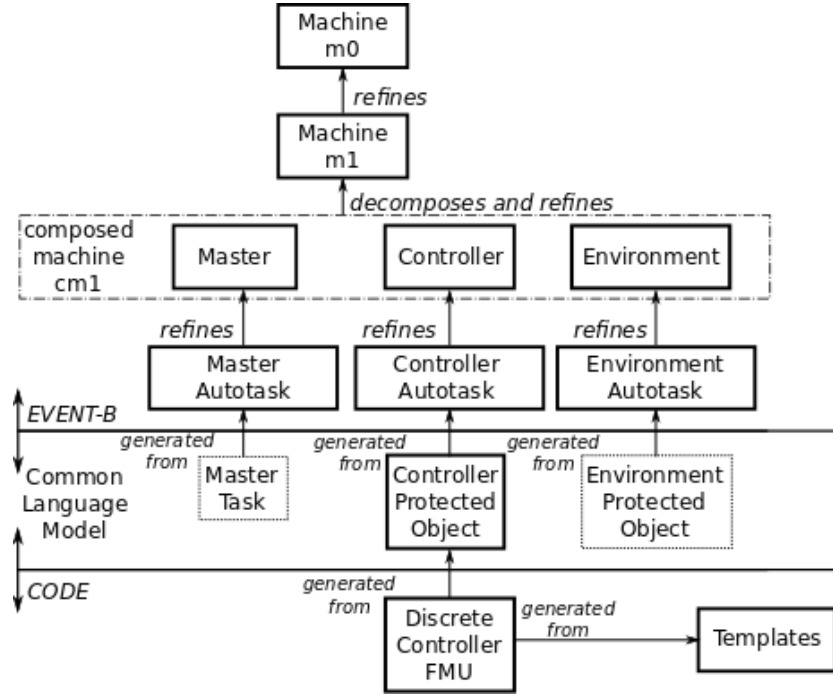 Machine
m0
refines
Machine
m1
decomposes and refines
composed
machine
cm1
Master
Controller
Environment
refines
refines
refines
Master
Autotask
Controller
Autotask
Environment
Autotask
EVENT-B
generated
from
generated
from
generated
from
Common
Language
Model
Master
Task
Controller
Protected
Object
Environment
Protected
Object
CODE
generated
from
Discrete
Controller
FMU
generated
from
Templates